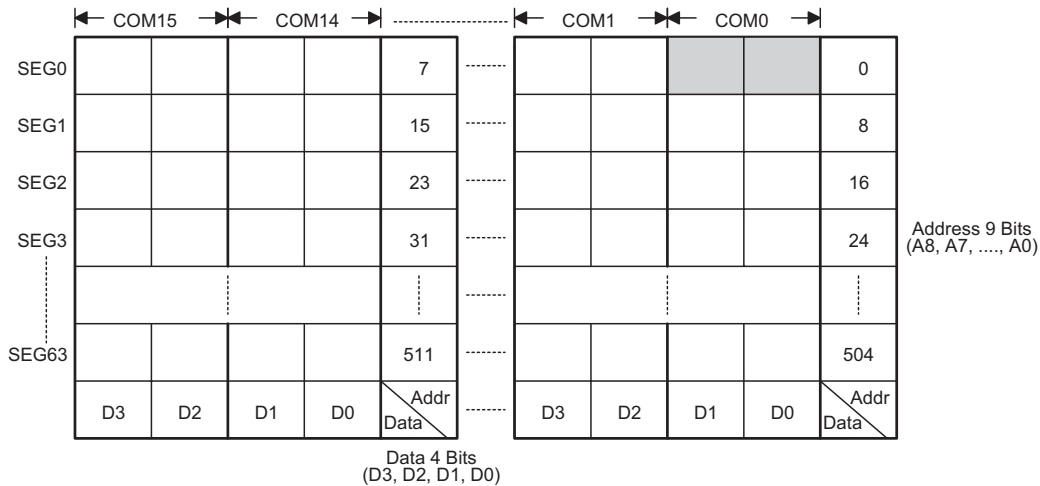 COM15 COM14 COM1 COM0
SEG0 7 0
SEG1 15 8
SEG2 23 16
SEG3 31 24
Address 9 Bits
(A8, A7, ...., A0)
SEG63 511 504
D3 D2 D1 D0 Addr Data D3 D2 D1 D0 Addr Data
Data 4 Bits
(D3, D2, D1, D0)